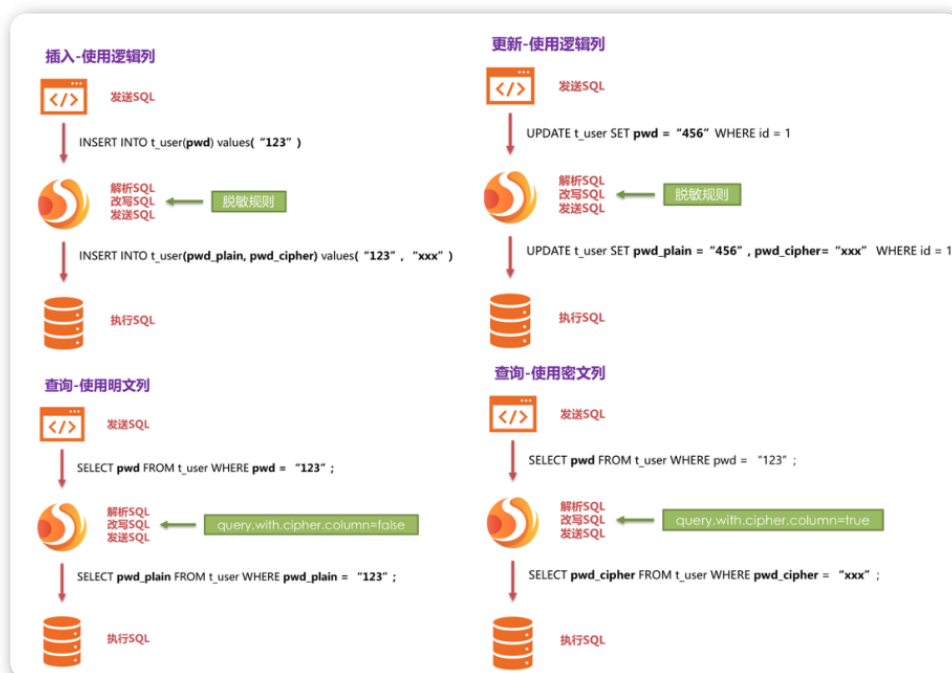 插入-使用逻辑列
发送SQL
INSERT INTO t_user(pwd) values(“123”)
解析SQL
改写SQL
发送SQL
脱敏规则
INSERT INTO t_user(pwd_plain, pwd_cipher) values(“123”, “xxx”)
执行SQL
更新-使用逻辑列
发送SQL
UPDATE t_user SET pwd = “456” WHERE id = 1
解析SQL
改写SQL
发送SQL
脱敏规则
UPDATE t_user SET pwd_plain = “456”, pwd_cipher= “xxx” WHERE id = 1
执行SQL
查询-使用明文列
发送SQL
SELECT pwd FROM t_user WHERE pwd = “123”;
解析SQL
改写SQL
发送SQL
query.with.cipher.column=false
SELECT pwd_plain FROM t_user WHERE pwd_plain = “123”;
执行SQL
查询-使用密文列
发送SQL
SELECT pwd FROM t_user WHERE pwd = “123”;
解析SQL
改写SQL
发送SQL
query.with.cipher.column=true
SELECT pwd_cipher FROM t_user WHERE pwd_cipher = “xxx”;
执行SQL